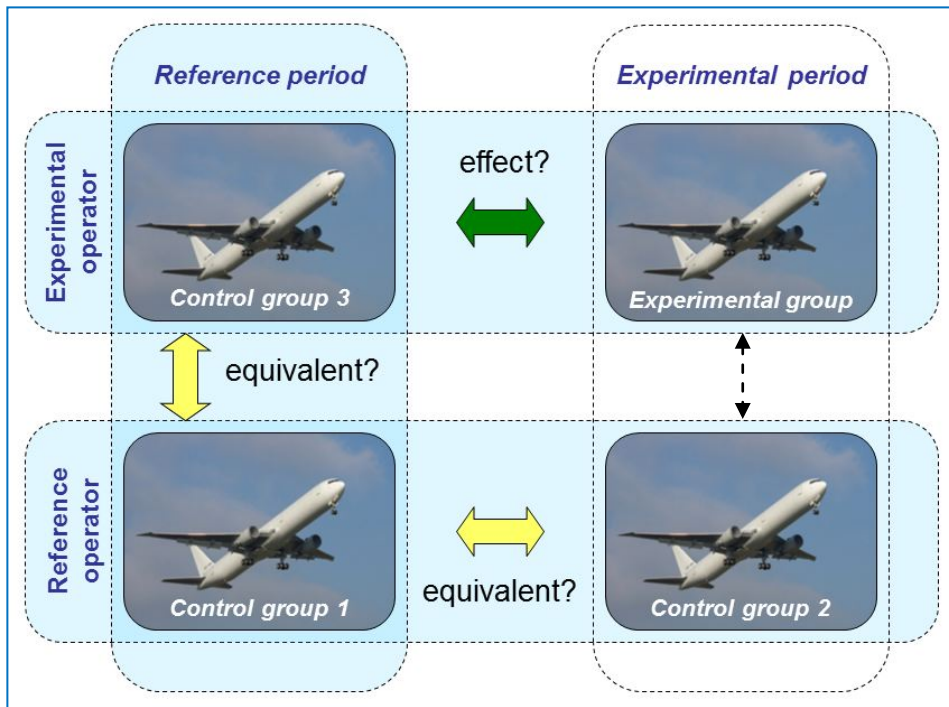 Reference period
Experimental period
Experimental
operator
effect?
Control group 3
Experimental group
equivalent?
Reference
operator
Control group 1
equivalent?
Control group 2